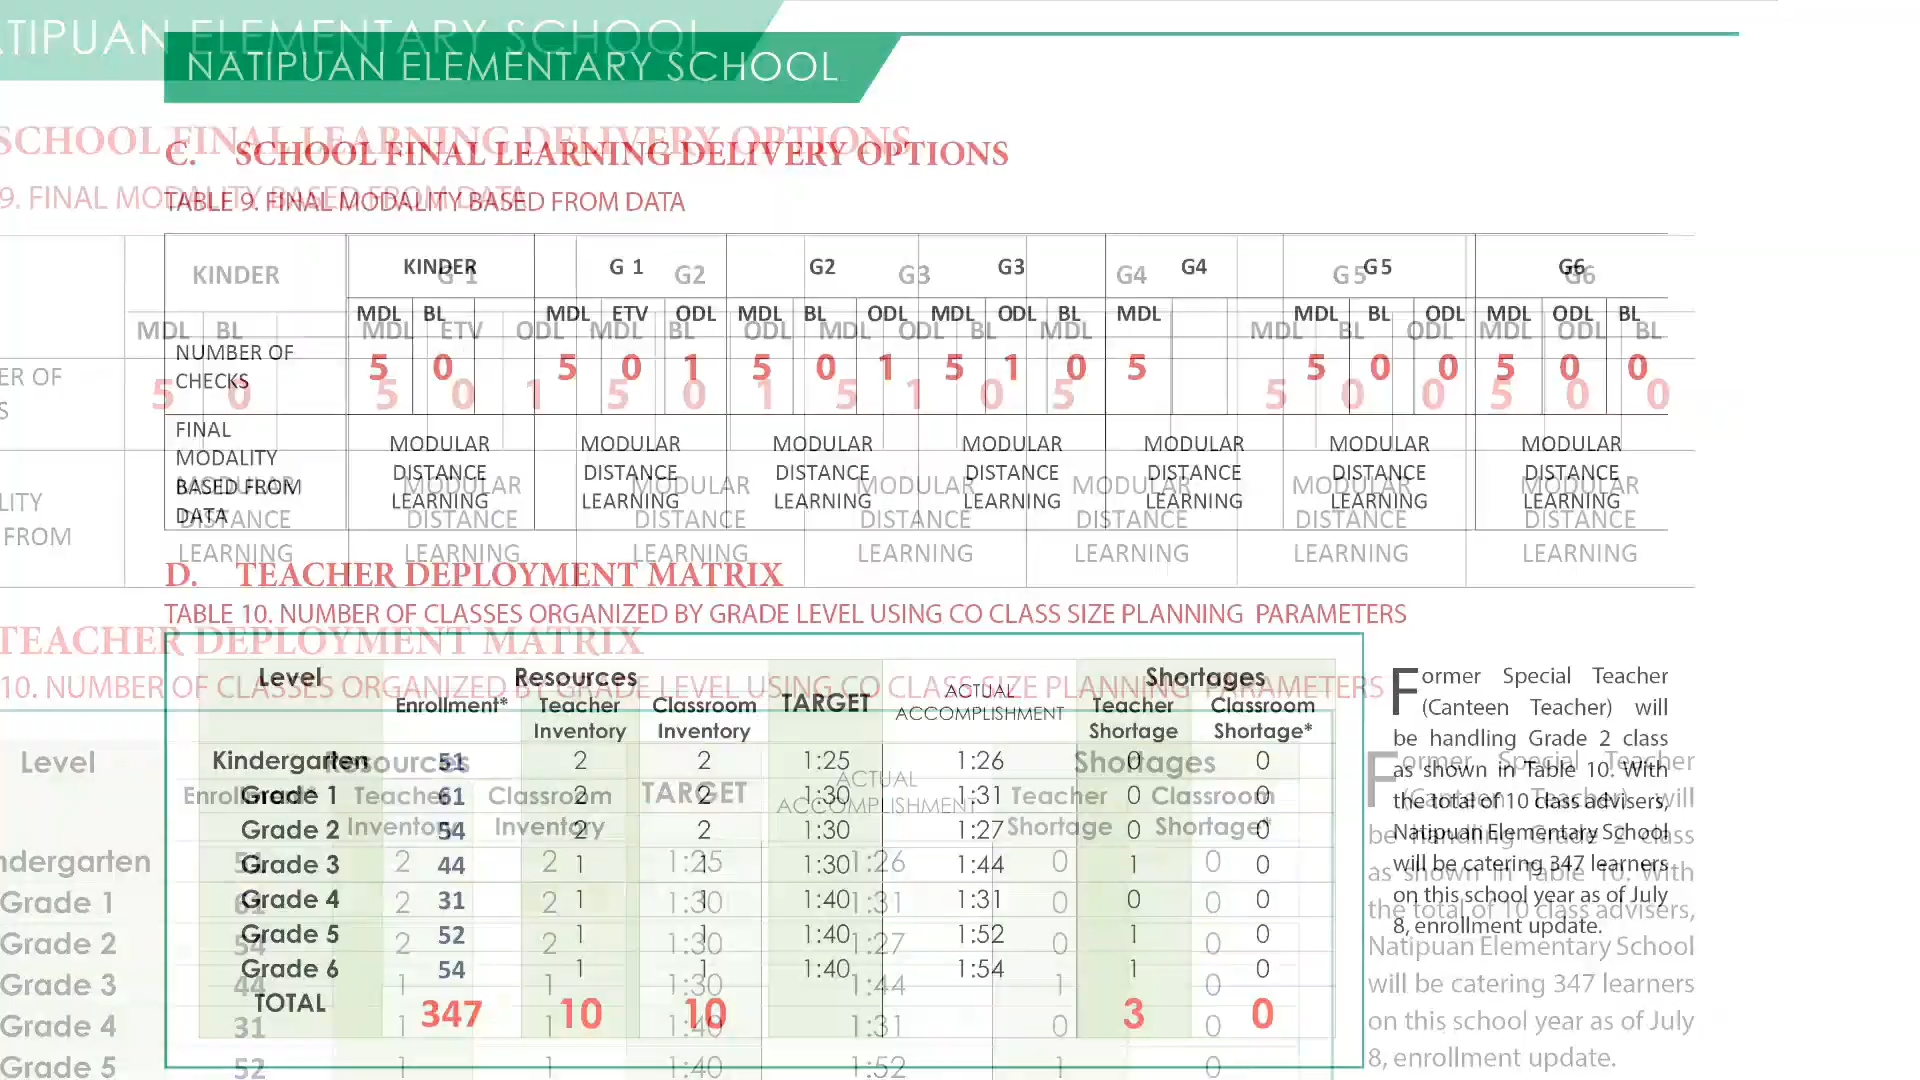 NATIPUAN ELEMENTARY SCHOOL
C. SCHOOL FINAL LEARNING DELIVERY OPTIONS
TABLE 9. FINAL MODALITY BASED FROM DATA
KINDER G 1 G2 G3 G4 G5 G6
MDL BL MDL ETV ODL MDL BL ODL MDL ODL BL MDL MDL BL ODL MDL ODL BL
NUMBER OF CHECKS 5 0 5 0 1 5 0 1 5 1 0 5 5 0 0 5 0 0
FINAL MODALITY BASED FROM DATA
MODULAR DISTANCE LEARNING
MODULAR DISTANCE LEARNING
MODULAR DISTANCE LEARNING
MODULAR DISTANCE LEARNING
MODULAR DISTANCE LEARNING
MODULAR DISTANCE LEARNING
MODULAR DISTANCE LEARNING
D. TEACHER DEPLOYMENT MATRIX
TABLE 10. NUMBER OF CLASSES ORGANIZED BY GRADE LEVEL USING CO CLASS SIZE PLANNING PARAMETERS
Level Resources TARGET ACTUAL ACCOMPLISHMENT Shortages
Enrollment* Teacher Inventory Classroom Inventory Teacher Shortage Classroom Shortage*
Kindergarten 51 2 2 1:25 1:26 0 0
Grade 1 61 2 2 1:30 1:31 0 0
Grade 2 54 2 2 1:30 1:27 0 0
Grade 3 44 1 1 1:30 1:44 1 0
Grade 4 31 1 1 1:40 1:31 0 0
Grade 5 52 1 1 1:40 1:52 1 0
Grade 6 54 1 1 1:40 1:54 1 0
TOTAL 347 10 10 3 0
Former Special Teacher
(Canteen Teacher) will
be handling Grade 2 class
as shown in Table 10. With
the total of 10 class advisers,
Natipuan Elementary School
will be catering 347 learners
on this school year as of July
8, enrollment update.